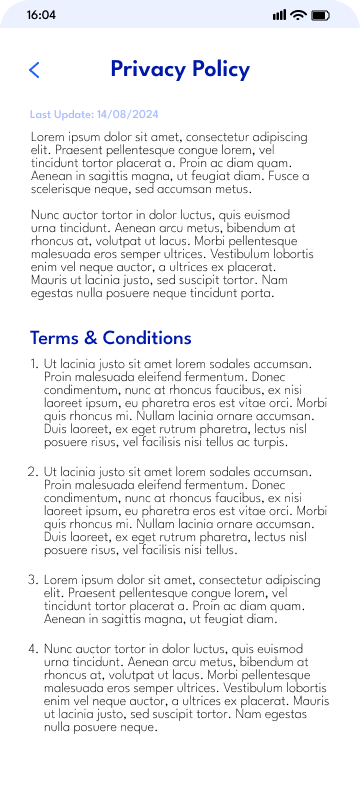 16:04
Privacy Policy
Last Update: 14/08/2024
Lorem ipsum dolor sit amet, consectetur adipiscing
elit. Praesent pellentesque congue lorem, vel
tincidunt tortor placerat a. Proin ac diam quam.
Aenean in sagittis magna, ut feugiat diam. Fusce a
scelerisque neque, sed accumsan metus.
Nunc auctor tortor in dolor luctus, quis euismod
urna tincidunt. Aenean arcu metus, bibendum at
rhoncus at, volutpat ut lacus. Morbi pellentesque
malesuada eros semper ultrices. Vestibulum lobortis
enim vel neque auctor, a ultrices ex placerat.
Mauris ut lacinia justo, sed suscipit tortor. Nam
egestas nulla posuere neque tincidunt porta.
Terms & Conditions
1. Ut lacinia justo sit amet lorem sodales accumsan.
Proin malesuada eleifend fermentum. Donec
condimentum, nunc at rhoncus faucibus, ex nisi
laoreet ipsum, eu pharetra eros est vitae orci. Morbi
quis rhoncus mi. Nullam lacinia ornare accumsan.
Duis laoreet, ex eget rutrum pharetra, lectus nisl
posuere risus, vel facilisis nisi tellus ac turpis.
2. Ut lacinia justo sit amet lorem sodales accumsan.
Proin malesuada eleifend fermentum. Donec
condimentum, nunc at rhoncus faucibus, ex nisi
laoreet ipsum, eu pharetra eros est vitae orci. Morbi
quis rhoncus mi. Nullam lacinia ornare accumsan.
Duis laoreet, ex eget rutrum pharetra, lectus nisl
posuere risus, vel facilisis nisi tellus.
3. Lorem ipsum dolor sit amet, consectetur adipiscing
elit. Praesent pellentesque congue lorem, vel
tincidunt tortor placerat a. Proin ac diam quam.
Aenean in sagittis magna, ut feugiat diam.
4. Nunc auctor tortor in dolor luctus, quis euismod
urna tincidunt. Aenean arcu metus, bibendum at
rhoncus at, volutpat ut lacus. Morbi pellentesque
malesuada eros semper ultrices. Vestibulum lobortis
enim vel neque auctor, a ultrices ex placerat. Mauris
ut lacinia justo, sed suscipit tortor. Nam egestas
nulla posuere neque.